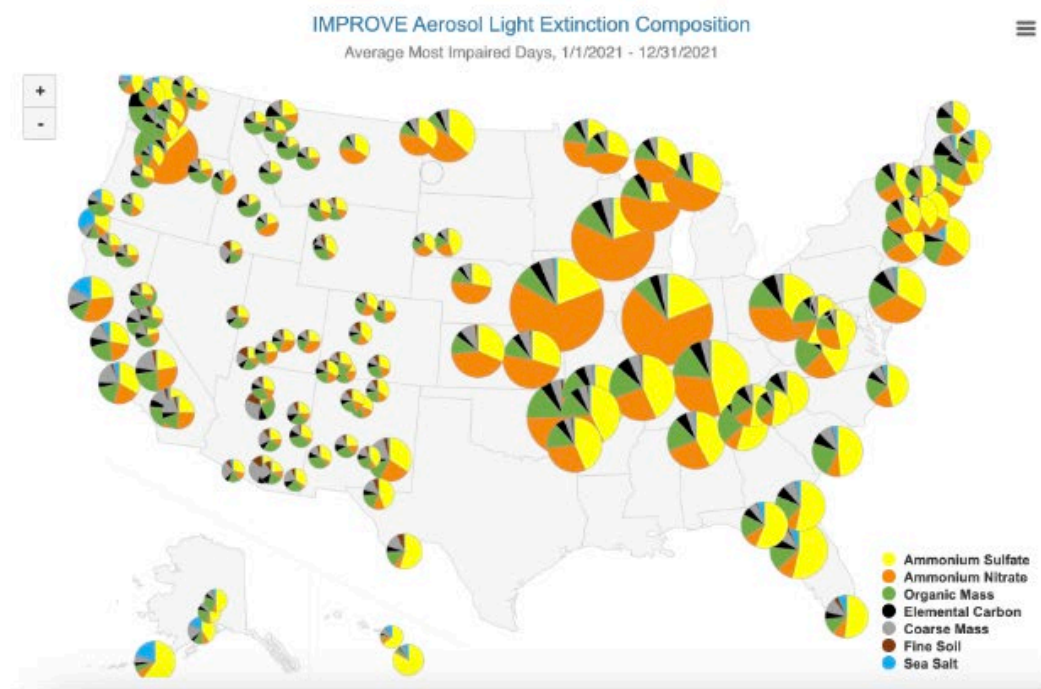 IMPROVE Aerosol Light Extinction Composition
Average Most Impaired Days, 1/1/2021 - 12/31/2021
+
-
Ammonium Sulfate
Ammonium Nitrate
Organic Mass
Elemental Carbon
Coarse Mass
Fine Soil
Sea Salt